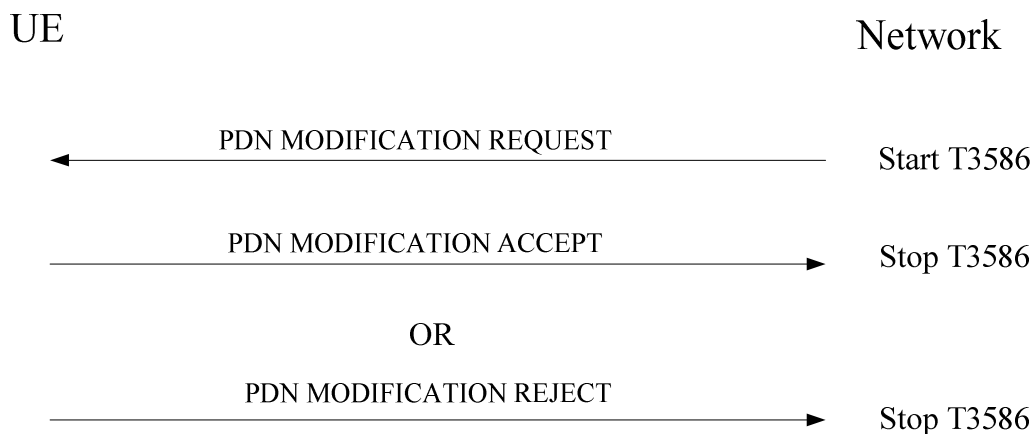 UE
Network
PDN MODIFICATION REQUEST
Start T3586
PDN MODIFICATION ACCEPT
Stop T3586
OR
PDN MODIFICATION REJECT
Stop T3586